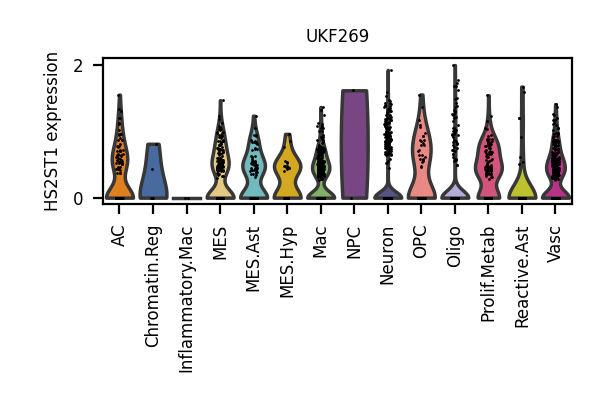 UKF269
HS2ST1 expression
2
0
AC
Chromatin.Reg
Inflammatory.Mac
MES
MES.Ast
MES.Hyp
Mac
NPC
Neuron
OPC
Oligo
Prolif.Metab
Reactive.Ast
Vasc